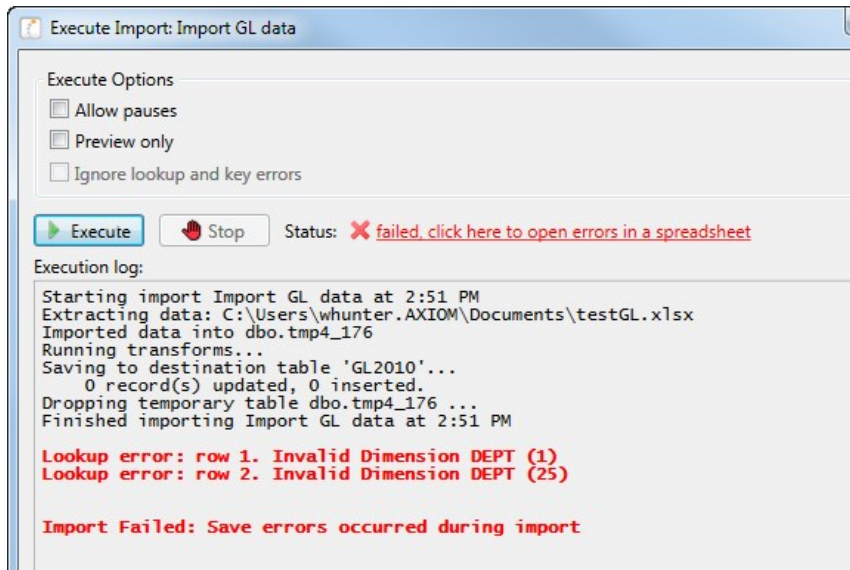 Execute Import: Import GL data
Execute Options
Allow pauses
Preview only
Ignore lookup and key errors
Execute Stop Status: failed, click here to open errors in a spreadsheet
Execution log:
Starting import Import GL data at 2:51 PM
Extracting data: C:\Users\whunter.AXIOM\Documents\testGL.xlsx
Imported data into dbo.tmp4_176
Running transforms...
Saving to destination table 'GL2010'...
0 record(s) updated, 0 inserted.
Dropping temporary table dbo.tmp4_176 ...
Finished importing Import GL data at 2:51 PM
Lookup error: row 1. Invalid Dimension DEPT (1)
Lookup error: row 2. Invalid Dimension DEPT (25)
Import Failed: Save errors occurred during import